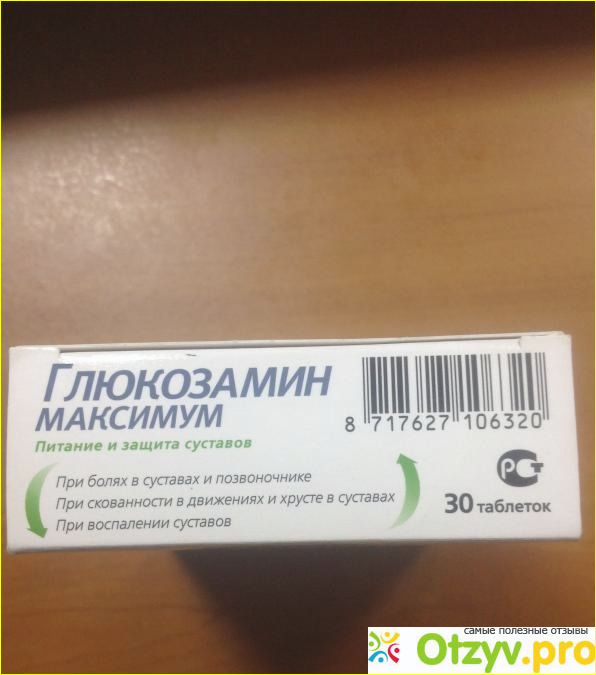 Глюкозамин
максимум
Питание и защита суставов
При болях в суставах и позвоночнике
При скованности в движениях и хрусте в суставах
При воспалении суставов
8 717627 106320
РСТ
30 таблеток
самые полезные отзывы
Otzyv.pro